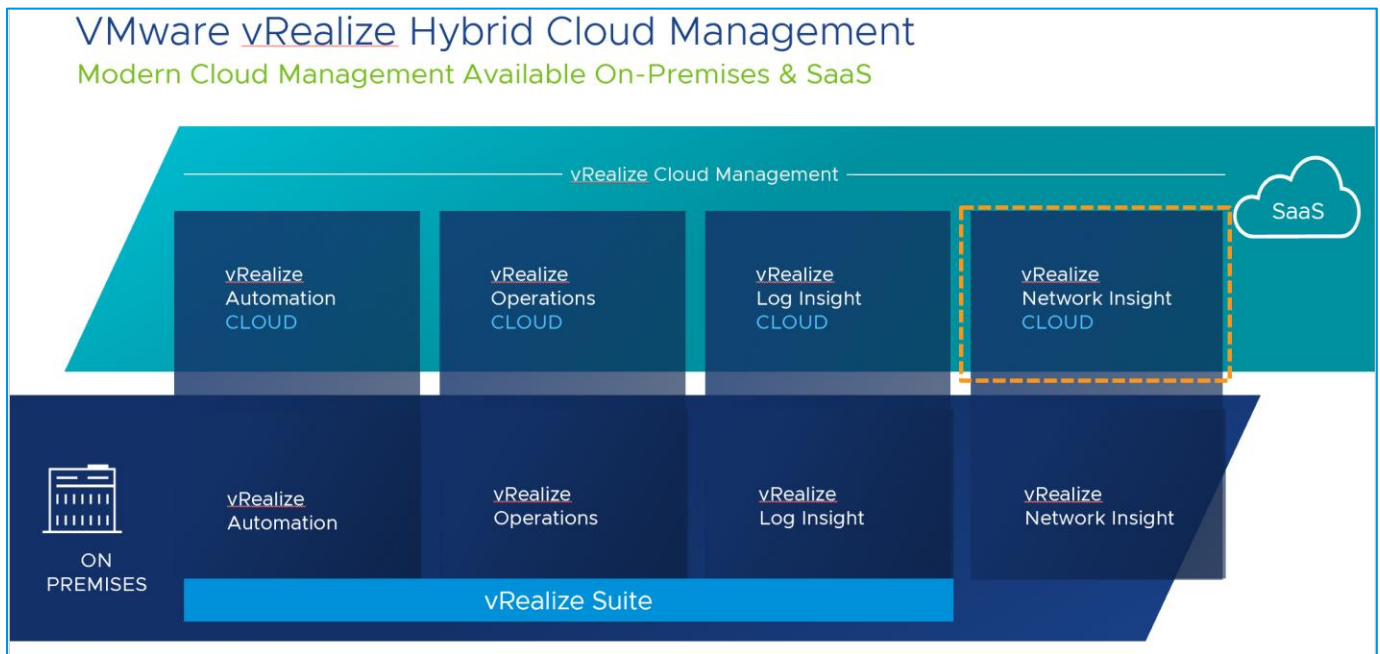 VMware vRealize Hybrid Cloud Management
Modern Cloud Management Available On-Premises & SaaS
vRealize Cloud Management
SaaS
vRealize
Automation
CLOUD
vRealize
Operations
CLOUD
vRealize
Log Insight
CLOUD
vRealize
Network Insight
CLOUD
ON
PREMISES
vRealize
Automation
vRealize
Operations
vRealize
Log Insight
vRealize
Network Insight
vRealize Suite